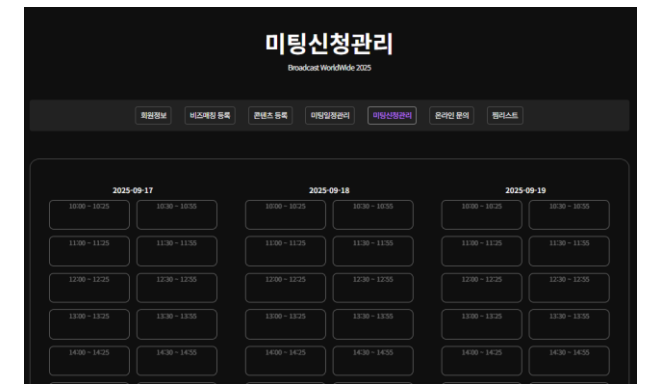 미팅신청관리
Broadcast WorldWide 2025
회원정보 비즈매칭 등록 콘텐츠 등록 미팅일정관리 미팅신청관리 온라인 문의 찜리스트
2025-09-17 2025-09-18 2025-09-19
10:00 ~ 10:25 10:30 ~ 10:55 10:00 ~ 10:25 10:30 ~ 10:55 10:00 ~ 10:25 10:30 ~ 10:55
11:00 ~ 11:25 11:30 ~ 11:55 11:00 ~ 11:25 11:30 ~ 11:55 11:00 ~ 11:25 11:30 ~ 11:55
12:00 ~ 12:25 12:30 ~ 12:55 12:00 ~ 12:25 12:30 ~ 12:55 12:00 ~ 12:25 12:30 ~ 12:55
13:00 ~ 13:25 13:30 ~ 13:55 13:00 ~ 13:25 13:30 ~ 13:55 13:00 ~ 13:25 13:30 ~ 13:55
14:00 ~ 14:25 14:30 ~ 14:55 14:00 ~ 14:25 14:30 ~ 14:55 14:00 ~ 14:25 14:30 ~ 14:55